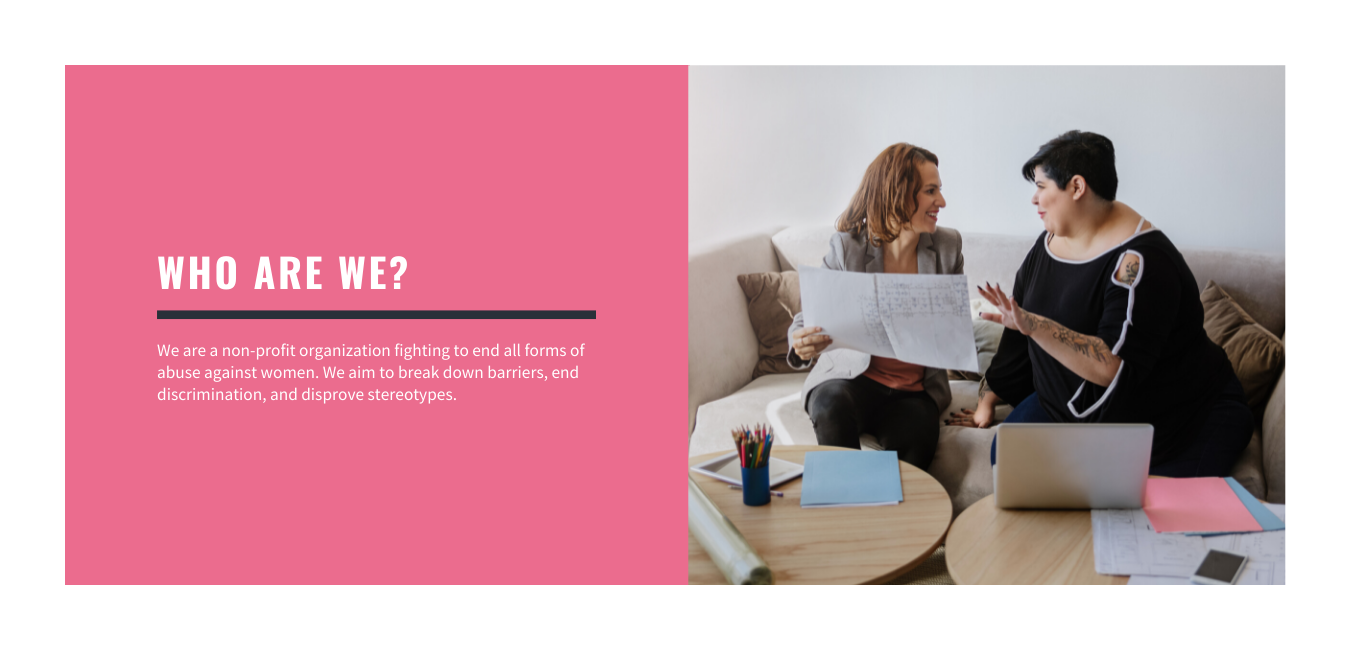 WHO ARE WE?
We are a non-profit organization fighting to end all forms of
abuse against women. We aim to break down barriers, end
discrimination, and disprove stereotypes.